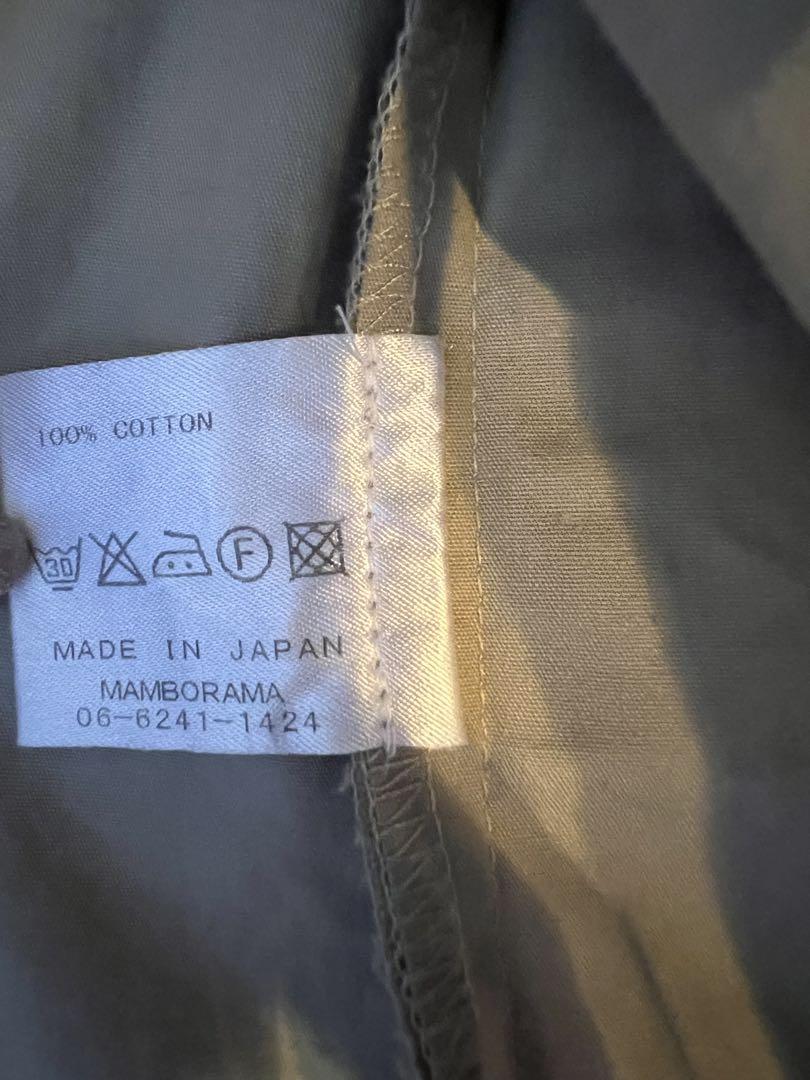 100% COTTON
30 F
MADE IN JAPAN
MAMBORAMA
06-6241-1424